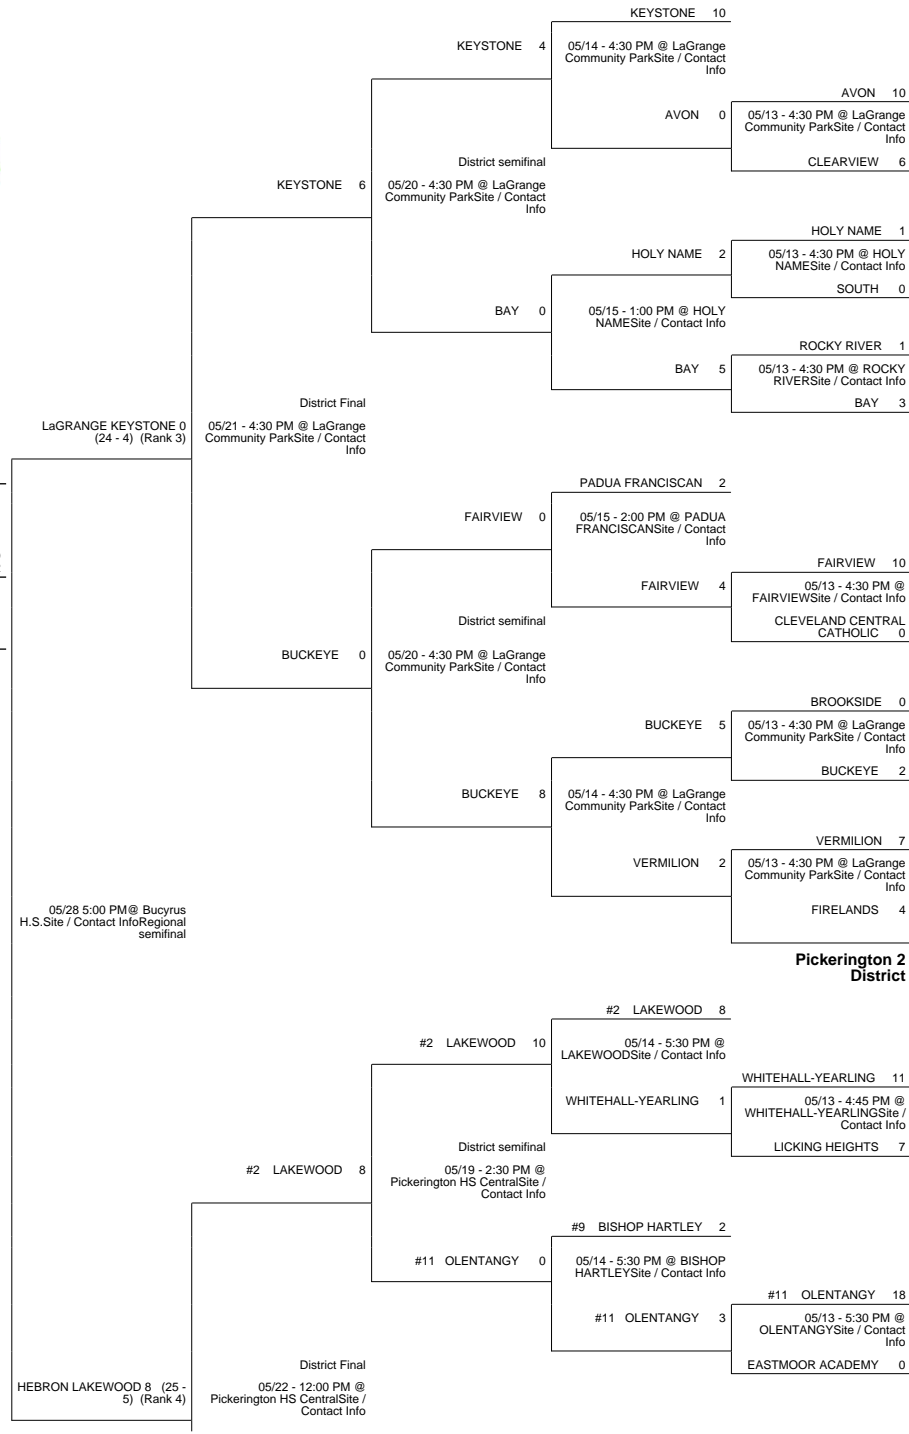 KEYSTONE 10
KEYSTONE 4
05/14 - 4:30 PM @ LaGrange
Community ParkSite / Contact
Info
AVON 10
AVON 0
05/13 - 4:30 PM @ LaGrange
Community ParkSite / Contact
Info
CLEARVIEW 6
District semifinal
KEYSTONE 6
05/20 - 4:30 PM @ LaGrange
Community ParkSite / Contact
Info
HOLY NAME 1
HOLY NAME 2
05/13 - 4:30 PM @ HOLY
NAMESite / Contact Info
SOUTH 0
BAY 0
05/15 - 1:00 PM @ HOLY
NAMESite / Contact Info
ROCKY RIVER 1
BAY 5
05/13 - 4:30 PM @ ROCKY
RIVERSite / Contact Info
BAY 3
District Final
LaGRANGE KEYSTONE 0
(24 - 4) (Rank 3)
05/21 - 4:30 PM @ LaGrange
Community ParkSite / Contact
Info
PADUA FRANCISCAN 2
FAIRVIEW 0
05/15 - 2:00 PM @ PADUA
FRANCISCANSite / Contact
Info
FAIRVIEW 10
FAIRVIEW 4
05/13 - 4:30 PM @
FAIRVIEWSite / Contact Info
CLEVELAND CENTRAL
CATHOLIC 0
District semifinal
BUCKEYE 0
05/20 - 4:30 PM @ LaGrange
Community ParkSite / Contact
Info
BROOKSIDE 0
BUCKEYE 5
05/13 - 4:30 PM @ LaGrange
Community ParkSite / Contact
Info
BUCKEYE 2
BUCKEYE 8
05/14 - 4:30 PM @ LaGrange
Community ParkSite / Contact
Info
VERMILION 7
VERMILION 2
05/13 - 4:30 PM @ LaGrange
Community ParkSite / Contact
Info
FIRELANDS 4
05/28 5:00 PM@ Bucyrus
H.S.Site / Contact InfoRegional
semifinal
Pickerington 2
District
#2 LAKEWOOD 8
#2 LAKEWOOD 10
05/14 - 5:30 PM @
LAKEWOODSite / Contact Info
WHITEHALL-YEARLING 11
WHITEHALL-YEARLING 1
05/13 - 4:45 PM @
WHITEHALL-YEARLINGSite /
Contact Info
LICKING HEIGHTS 7
District semifinal
#2 LAKEWOOD 8
05/19 - 2:30 PM @
Pickerington HS CentralSite /
Contact Info
#9 BISHOP HARTLEY 2
#11 OLENTANGY 0
05/14 - 5:30 PM @ BISHOP
HARTLEYSite / Contact Info
#11 OLENTANGY 18
#11 OLENTANGY 3
05/13 - 5:30 PM @
OLENTANGYSite / Contact
Info
EASTMOOR ACADEMY 0
District Final
HEBRON LAKEWOOD 8 (25 -
5) (Rank 4)
05/22 - 12:00 PM @
Pickerington HS CentralSite /
Contact Info